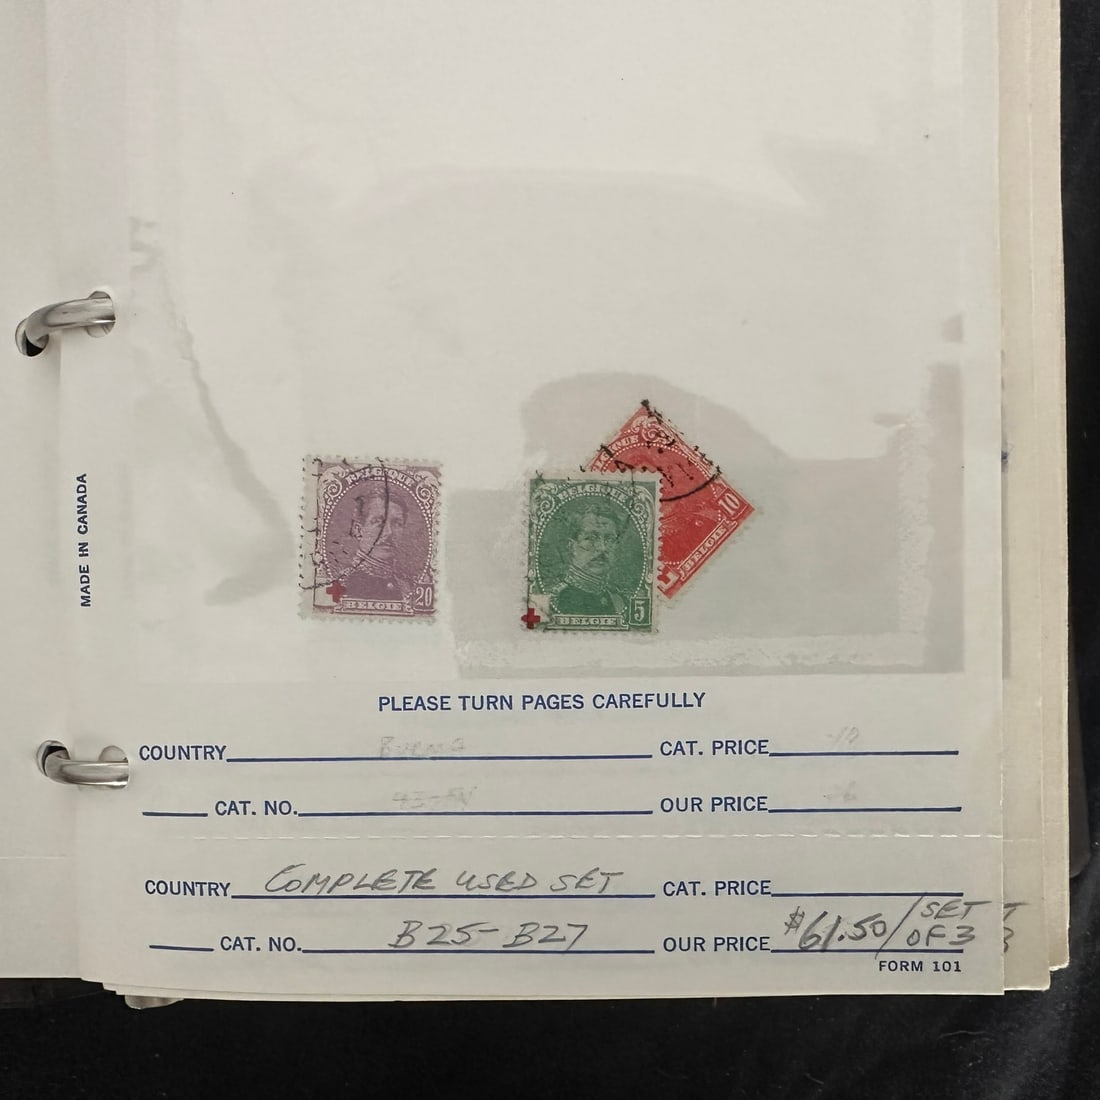 BELGIQUE
20
BELGIE
BELGIQUE
5
BELGIE
10
BELGIE
MADE IN CANADA
PLEASE TURN PAGES CAREFULLY
COUNTRY CAT. PRICE
CAT. NO. OUR PRICE
COUNTRY COMPLETE USED SET CAT. PRICE
CAT. NO. B25-B27 OUR PRICE $61.50/SET OF 3
FORM 101